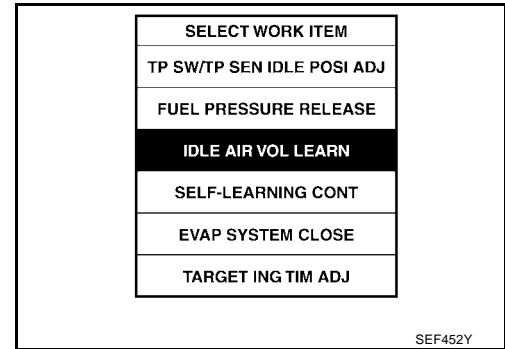 SELECT WORK ITEM
TP SW/TP SEN IDLE POSI ADJ
FUEL PRESSURE RELEASE
IDLE AIR VOL LEARN
SELF-LEARNING CONT
EVAP SYSTEM CLOSE
TARGET ING TIM ADJ
SEF452Y